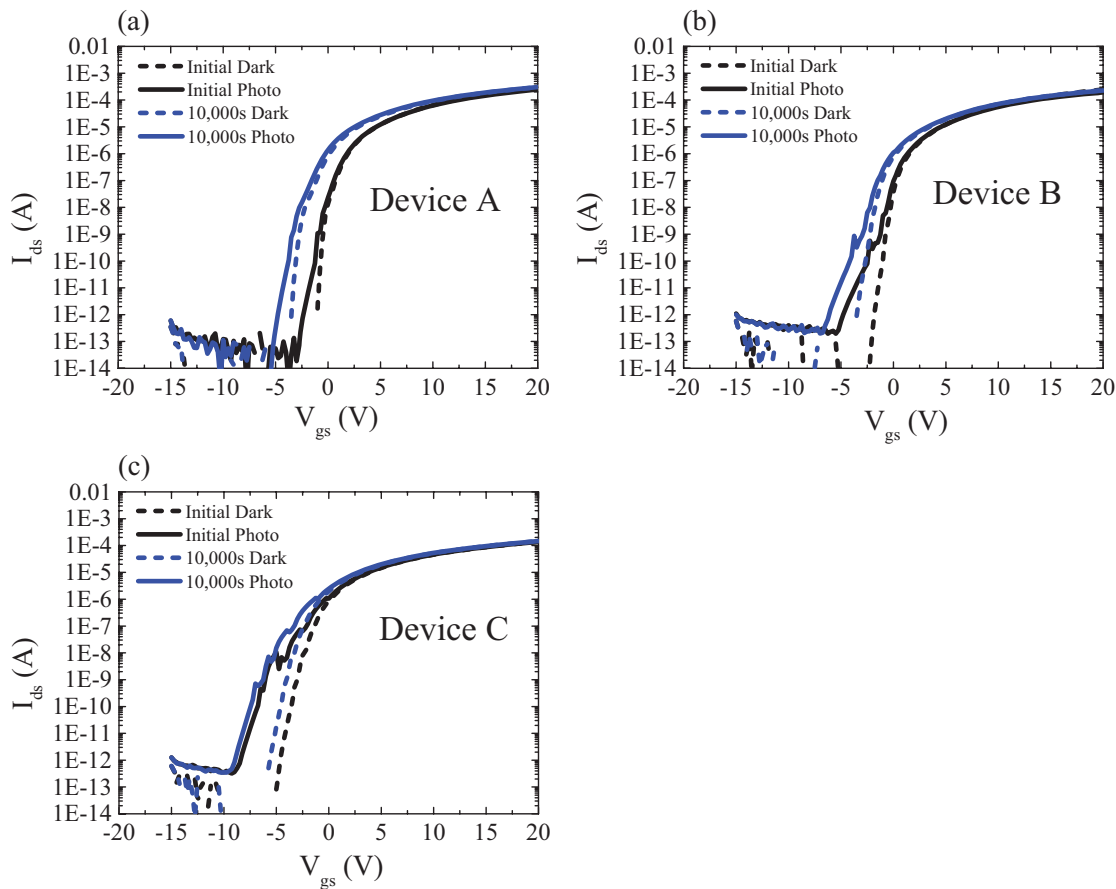 (a)
0.01
1E-3
1E-4
1E-5
1E-6
1E-7
1E-8
1E-9
1E-10
1E-11
1E-12
1E-13
1E-14
Initial Dark
Initial Photo
10,000s Dark
10,000s Photo
Device A
-20 -15 -10 -5 0 5 10 15 20
I_ds (A)
V_gs (V)
(b)
0.01
1E-3
1E-4
1E-5
1E-6
1E-7
1E-8
1E-9
1E-10
1E-11
1E-12
1E-13
1E-14
Initial Dark
Initial Photo
10,000s Dark
10,000s Photo
Device B
-20 -15 -10 -5 0 5 10 15 20
I_ds (A)
V_gs (V)
(c)
0.01
1E-3
1E-4
1E-5
1E-6
1E-7
1E-8
1E-9
1E-10
1E-11
1E-12
1E-13
1E-14
Initial Dark
Initial Photo
10,000s Dark
10,000s Photo
Device C
-20 -15 -10 -5 0 5 10 15 20
I_ds (A)
V_gs (V)